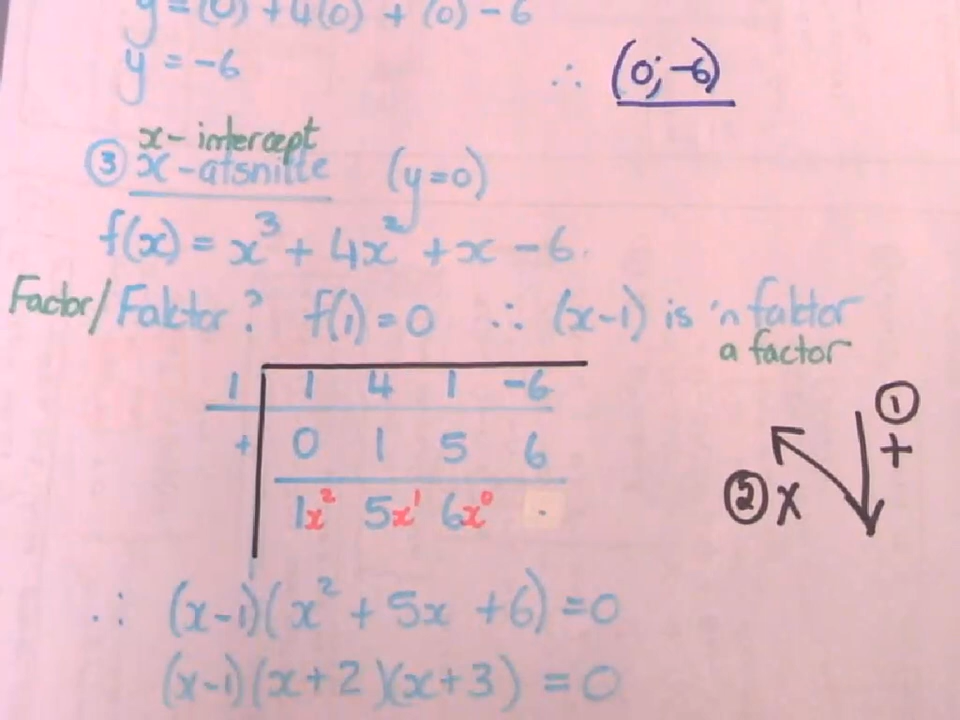 y = (0) + 4(0) + (0) - 6
y = -6 ∴ (0; -6)
x - intercept
③ x - afsnitte (y=0)
f(x) = x³ + 4x² + x - 6.
Factor/Faktor? f(1) = 0 ∴ (x-1) is 'n faktor
a factor
1 1 4 1 -6
+ 0 1 5 6
1x² 5x¹ 6x⁰ .
① +
② X
∴ (x-1)(x² + 5x + 6) = 0
(x-1)(x+2)(x+3) = 0